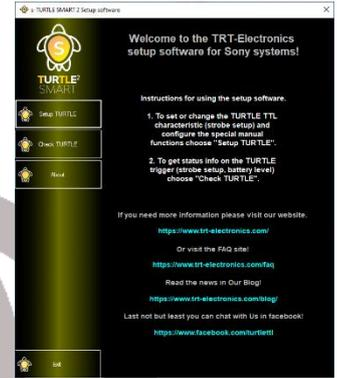 s-TURTLE SMART 2 Setup software
TURTLE²
SMART
Setup TURTLE
Check TURTLE
About
Exit
Welcome to the TRT-Electronics
setup software for Sony systems!
Instructions for using the setup software.
1. To set or change the TURTLE TTL
characteristic (strobe setup) and
configure the special manual
functions choose "Setup TURTLE".
2. To get status info on the TURTLE
trigger (strobe setup, battery level)
choose "Check TURTLE".
If you need more information please visit our website.
https://www.trt-electronics.com/
Or visit the FAQ site!
https://www.trt-electronics.com/faq
Read the news in Our Blog!
https://www.trt-electronics.com/blog/
Last not but least you can chat with Us in facebook!
https://www.facebook.com/turtlettl